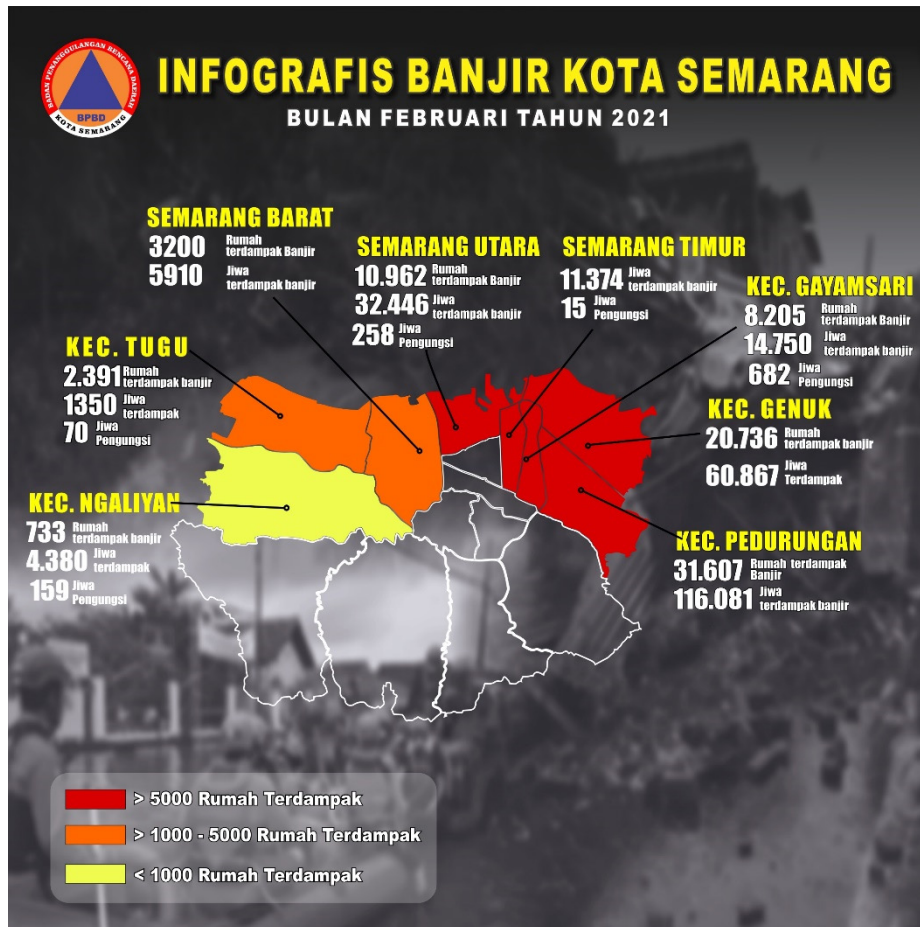 BADAN PENANGGULANGAN BENCANA DAERAH
BPBD
KOTA SEMARANG
INFOGRAFIS BANJIR KOTA SEMARANG
BULAN FEBRUARI TAHUN 2021
SEMARANG BARAT
3200 Rumah
terdampak Banjir
5910 Jiwa
terdampak banjir
SEMARANG UTARA
10.962 Rumah
terdampak Banjir
32.446 Jiwa
terdampak banjir
258 Jiwa
Pengungsi
SEMARANG TIMUR
11.374 Jiwa
terdampak banjir
15 Jiwa
Pengungsi
KEC. GAYAMSARI
8.205 Rumah
terdampak Banjir
14.750 Jiwa
terdampak banjir
682 Jiwa
Pengungsi
KEC. TUGU
2.391 Rumah
terdampak banjir
1350 Jiwa
terdampak
70 Jiwa
Pengungsi
KEC. GENUK
20.736 Rumah
terdampak banjir
60.867 Jiwa
Terdampak
KEC. NGALIYAN
733 Rumah
terdampak banjir
4.380 Jiwa
terdampak
159 Jiwa
Pengungsi
KEC. PEDURUNGAN
31.607 Rumah terdampak
Banjir
116.081 Jiwa
terdampak banjir
> 5000 Rumah Terdampak
> 1000 - 5000 Rumah Terdampak
< 1000 Rumah Terdampak